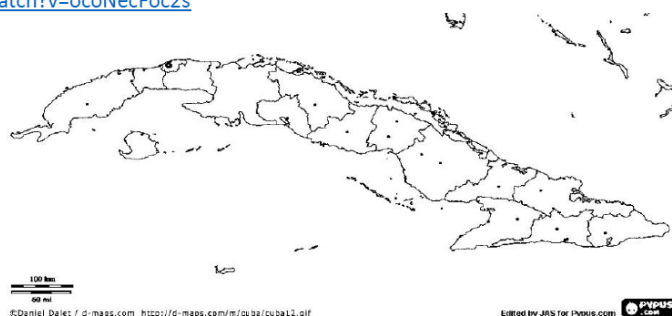 atch?v=ocoNecPoc2s
100 km
60 mi
©Daniel Dalet / d-maps.com http://d-maps.com/m/cuba/cuba12.gif
Edited by JAS for Pypus.com
PYPUS
.COM